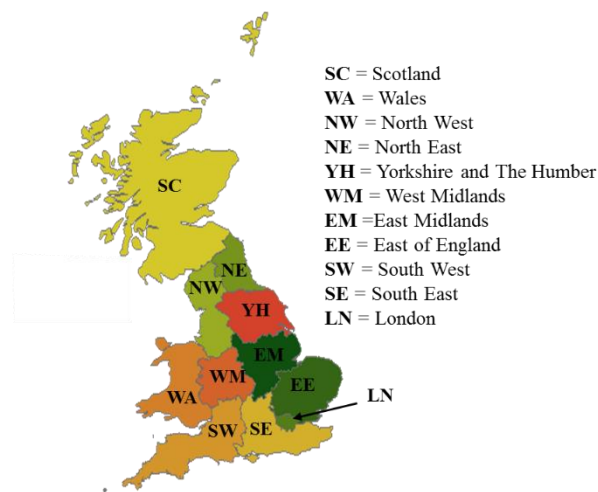 SC = Scotland
WA = Wales
NW = North West
NE = North East
YH = Yorkshire and The Humber
WM = West Midlands
EM =East Midlands
EE = East of England
SW = South West
SE = South East
LN = London
SC
NE
NW
YH
EM
WM
EE
WA
LN
SW
SE